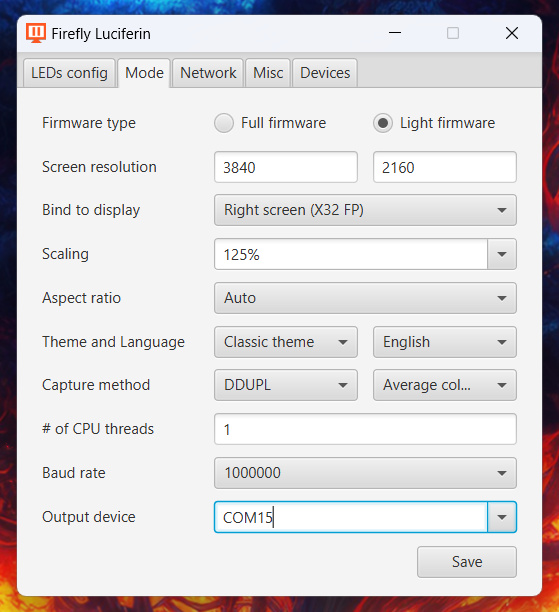 Firefly Luciferin
LEDs config Mode Network Misc Devices
Firmware type Full firmware Light firmware
Screen resolution 3840 2160
Bind to display Right screen (X32 FP)
Scaling 125%
Aspect ratio Auto
Theme and Language Classic theme English
Capture method DDUPL Average col...
# of CPU threads 1
Baud rate 1000000
Output device COM15
Save